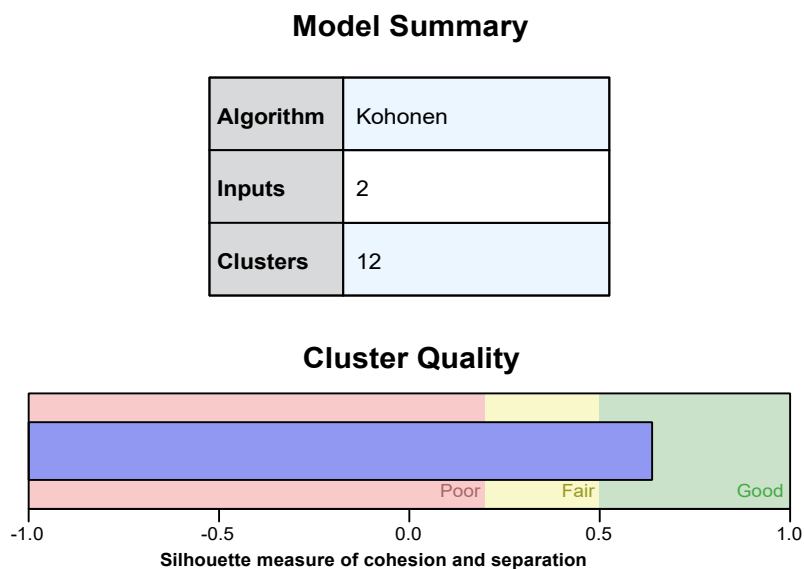 Model Summary
Algorithm Kohonen
Inputs 2
Clusters 12
Cluster Quality
Poor Fair Good
-1.0 -0.5 0.0 0.5 1.0
Silhouette measure of cohesion and separation